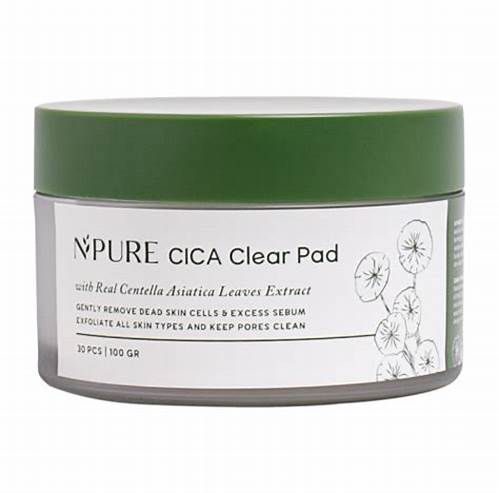 N PURE CICA Clear Pad
with Real Centella Asiatica Leaves Extract
GENTLY REMOVE DEAD SKIN CELLS & EXCESS SEBUM
EXFOLIATE ALL SKIN TYPES AND KEEP PORES CLEAN
30 PCS | 100 GR